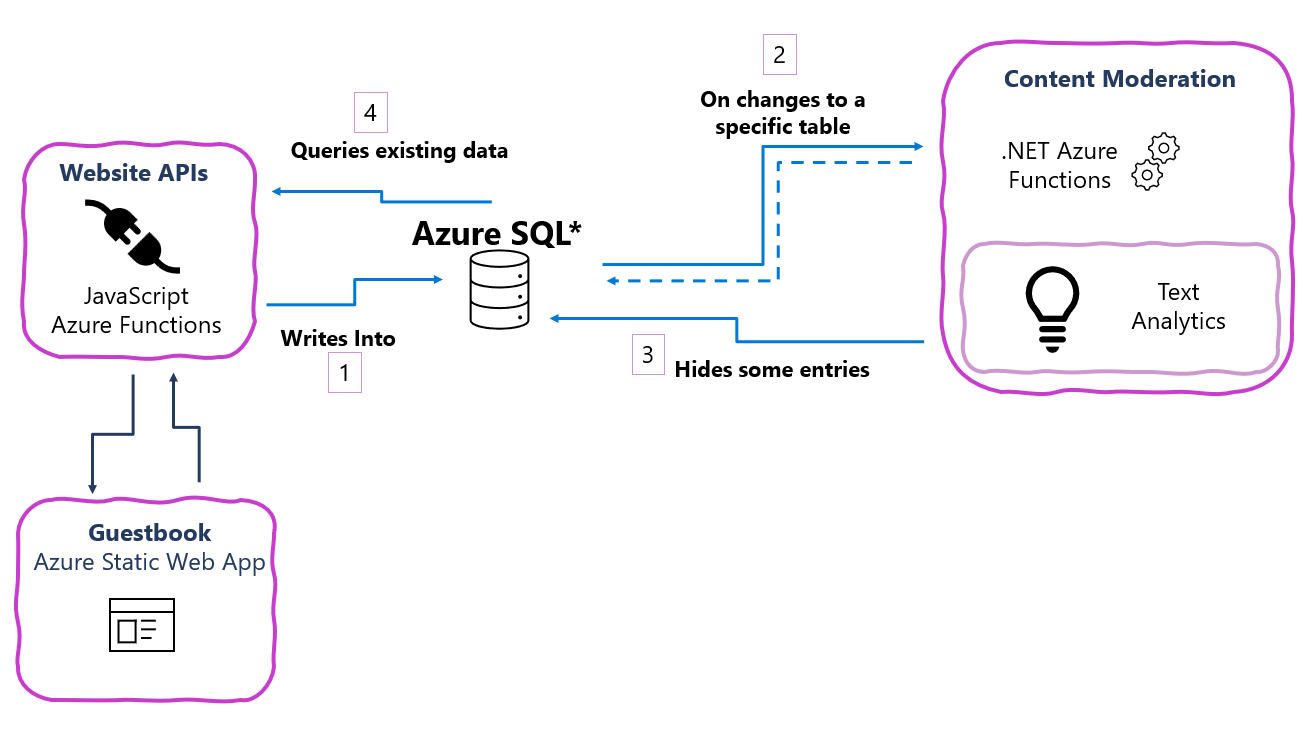 2
On changes to a
specific table
Content Moderation
.NET Azure
Functions
Text
Analytics
4
Queries existing data
Website APIs
JavaScript
Azure Functions
Azure SQL*
Writes Into
1
3
Hides some entries
Guestbook
Azure Static Web App